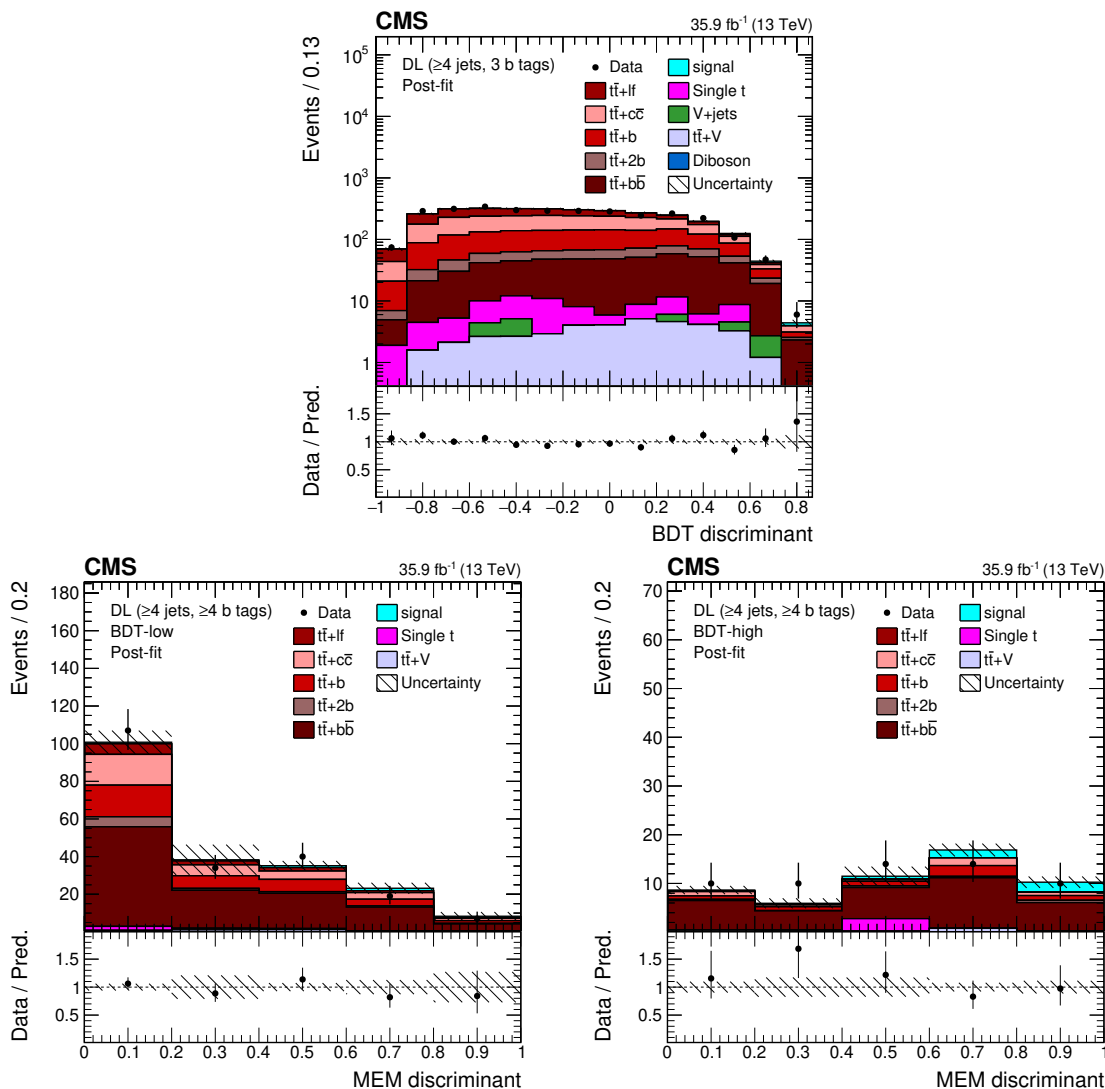 CMS 35.9 fb⁻¹ (13 TeV)
Events / 0.13
DL (≥4 jets, 3 b tags)
Post-fit
Data
signal
tt̄+lf
Single t
tt̄+cc̄
V+jets
tt̄+b
tt̄+V
tt̄+2b
Diboson
tt̄+bb̄
Uncertainty
10⁵
10⁴
10³
10²
10
1
Data / Pred.
1.5
1
0.5
−1 −0.8 −0.6 −0.4 −0.2 0 0.2 0.4 0.6 0.8
BDT discriminant
CMS 35.9 fb⁻¹ (13 TeV)
Events / 0.2
DL (≥4 jets, ≥4 b tags)
BDT-low
Post-fit
Data
signal
tt̄+lf
Single t
tt̄+cc̄
tt̄+V
tt̄+b
Uncertainty
tt̄+2b
tt̄+bb̄
180
160
140
120
100
80
60
40
20
Data / Pred.
1.5
1
0.5
0 0.1 0.2 0.3 0.4 0.5 0.6 0.7 0.8 0.9 1
MEM discriminant
CMS 35.9 fb⁻¹ (13 TeV)
Events / 0.2
DL (≥4 jets, ≥4 b tags)
BDT-high
Post-fit
Data
signal
tt̄+lf
Single t
tt̄+cc̄
tt̄+V
tt̄+b
Uncertainty
tt̄+2b
tt̄+bb̄
70
60
50
40
30
20
10
Data / Pred.
1.5
1
0.5
0 0.1 0.2 0.3 0.4 0.5 0.6 0.7 0.8 0.9 1
MEM discriminant